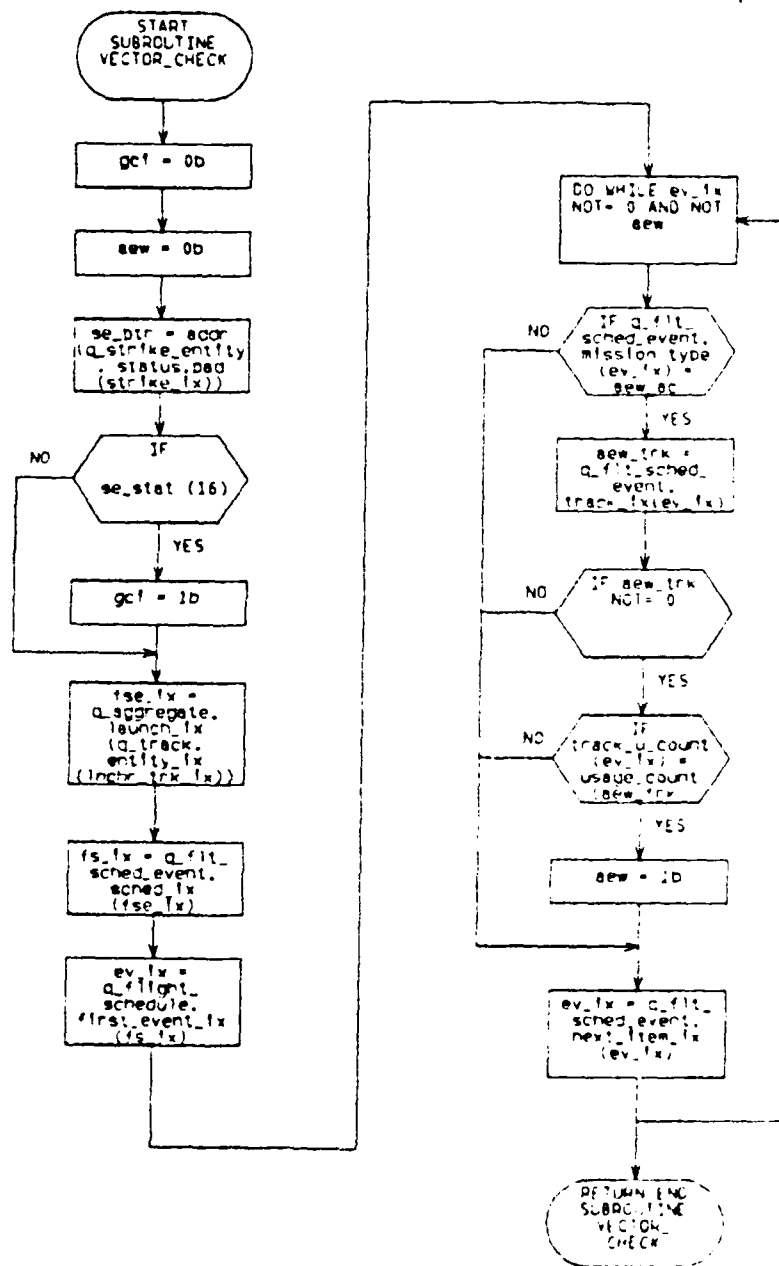 START
SUBROUTINE
VECTOR_CHECK
gcf = 0b
aew = 0b
se_ptr = addr
(q_strike_entity
.status.pad
(strike_ix))
IF
se_stat (16)
NO
YES
gcf = 1b
fse_ix =
q_aggregate.
launch_ix
(q_track.
entity_ix
(lnchr_trk_ix))
fs_ix = q_flt_
sched_event.
sched_ix
(fse_ix)
ev_ix =
q_flight_
schedule.
first_event_ix
(fs_ix)
DO WHILE ev_ix
NOT= 0 AND NOT
aew
IF q_flt_
sched_event.
mission_type
(ev_ix) =
aew_ac
NO
YES
aew_trk =
q_flt_sched_
event.
track_ix(ev_ix)
IF aew_trk
NOT= 0
NO
YES
IF
track_u_count
(ev_ix) =
usage_count
(aew_trk
NO
YES
aew = 1b
ev_ix = q_flt_
sched_event.
next_item_ix
(ev_ix)
RETURN END
SUBROUTINE
VECTOR_
CHECK